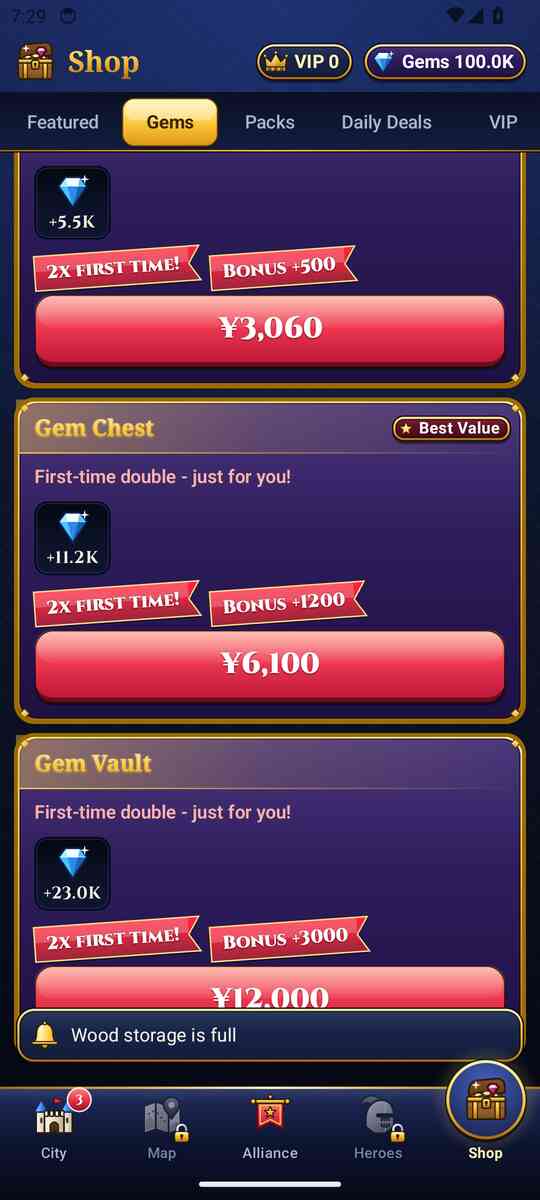 7:29
Shop
VIP 0
Gems 100.0K
Featured
Gems
Packs
Daily Deals
VIP
+5.5K
2X FIRST TIME!
BONUS +500
¥3,060
Gem Chest
Best Value
First-time double - just for you!
+11.2K
2X FIRST TIME!
BONUS +1200
¥6,100
Gem Vault
First-time double - just for you!
+23.0K
2X FIRST TIME!
BONUS +3000
¥12,000
Wood storage is full
3
City
Map
Alliance
Heroes
Shop